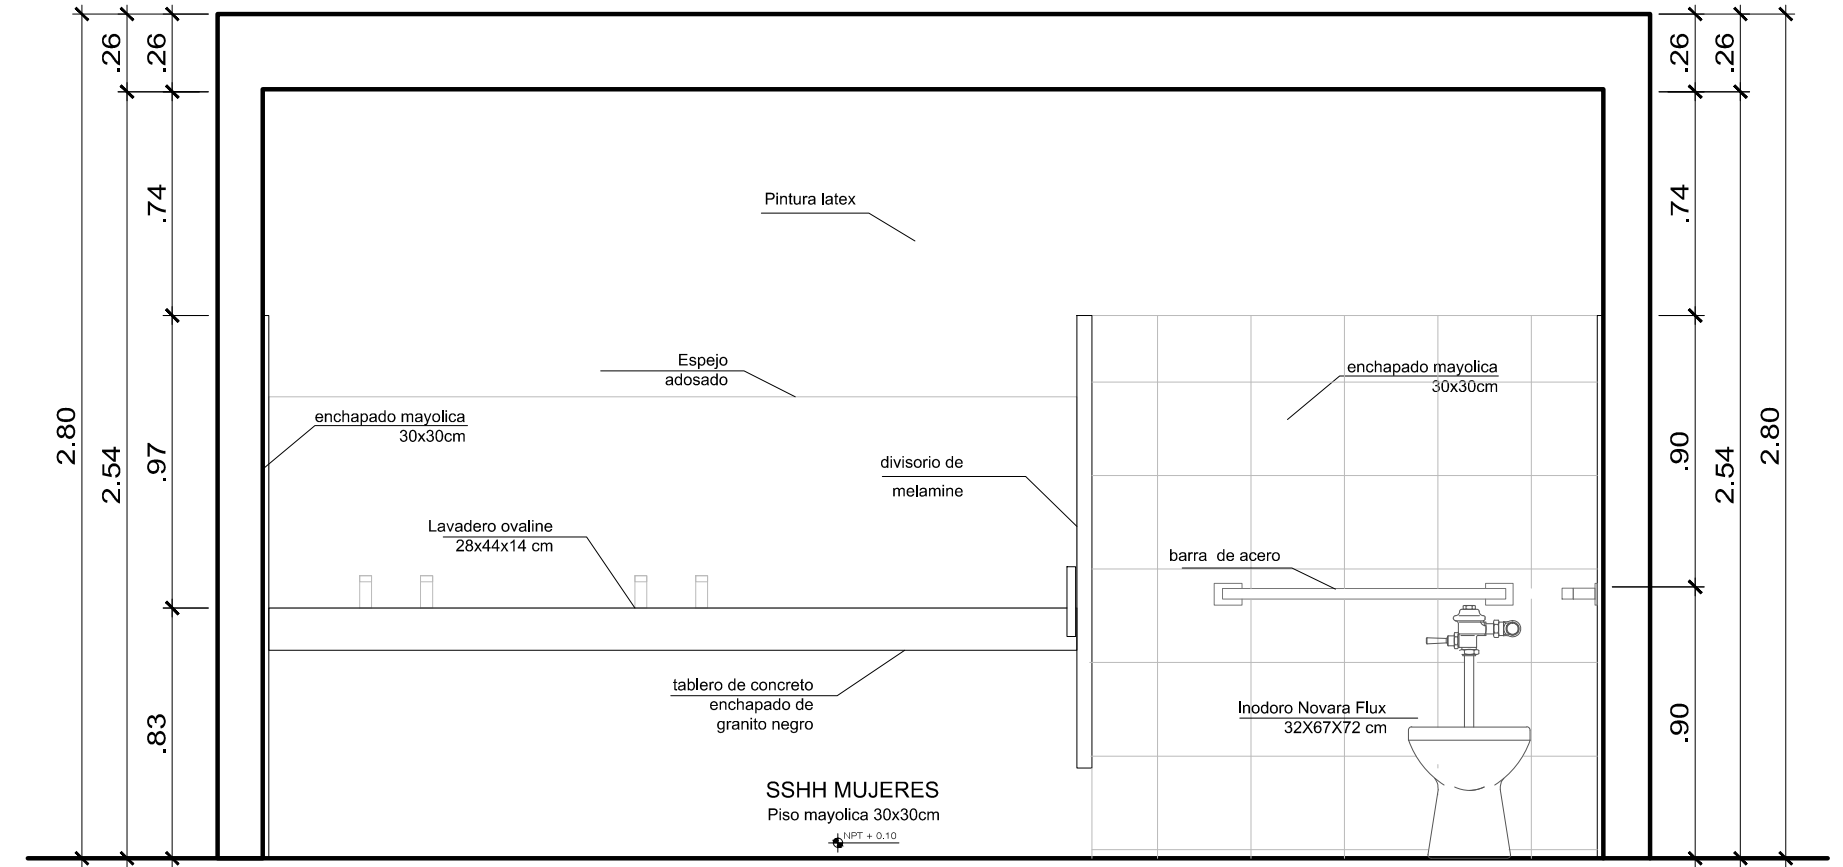 .26
.26
.26
.26
.74
.74
Pintura latex
Espejo
adosado
enchapado mayolica
30x30cm
enchapado mayolica
30x30cm
2.80
2.54
.97
.90
2.54
2.80
divisorio de
melamine
Lavadero ovaline
28x44x14 cm
barra de acero
tablero de concreto
enchapado de
granito negro
Inodoro Novara Flux
32X67X72 cm
.83
.90
SSHH MUJERES
Piso mayolica 30x30cm
NPT + 0.10